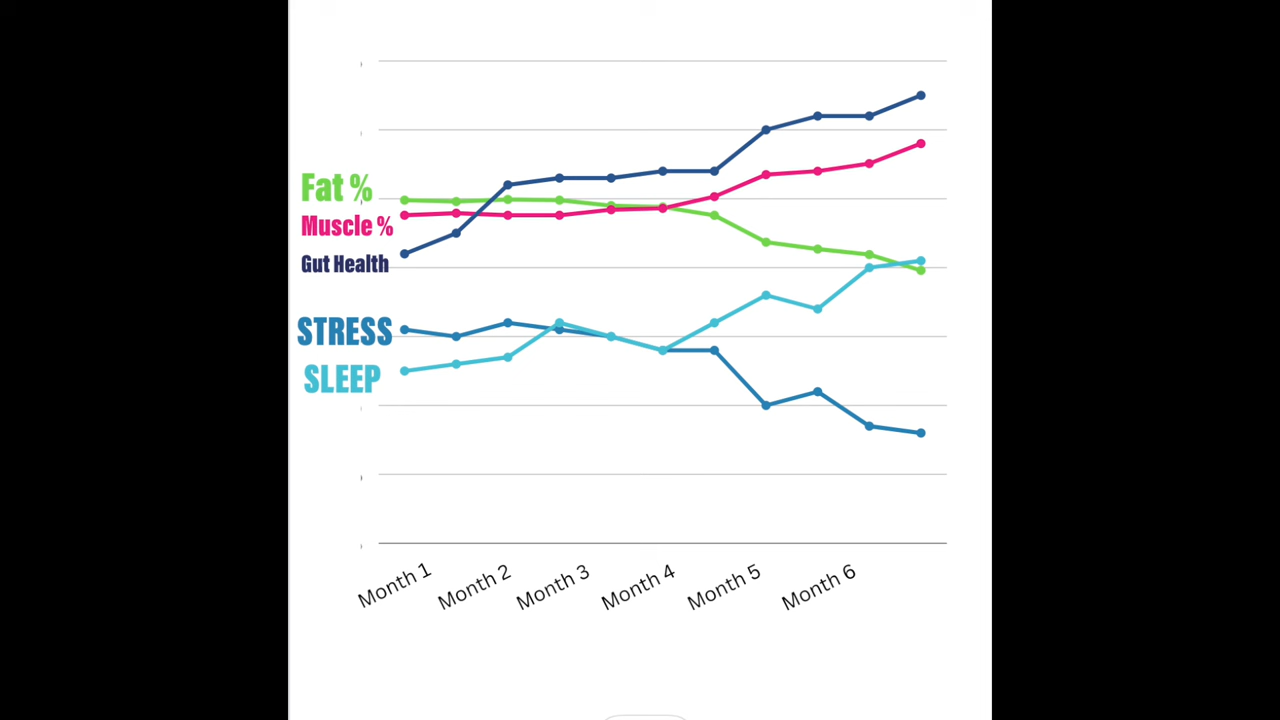 Fat %
Muscle %
Gut Health
STRESS
SLEEP
Month 1
Month 2
Month 3
Month 4
Month 5
Month 6